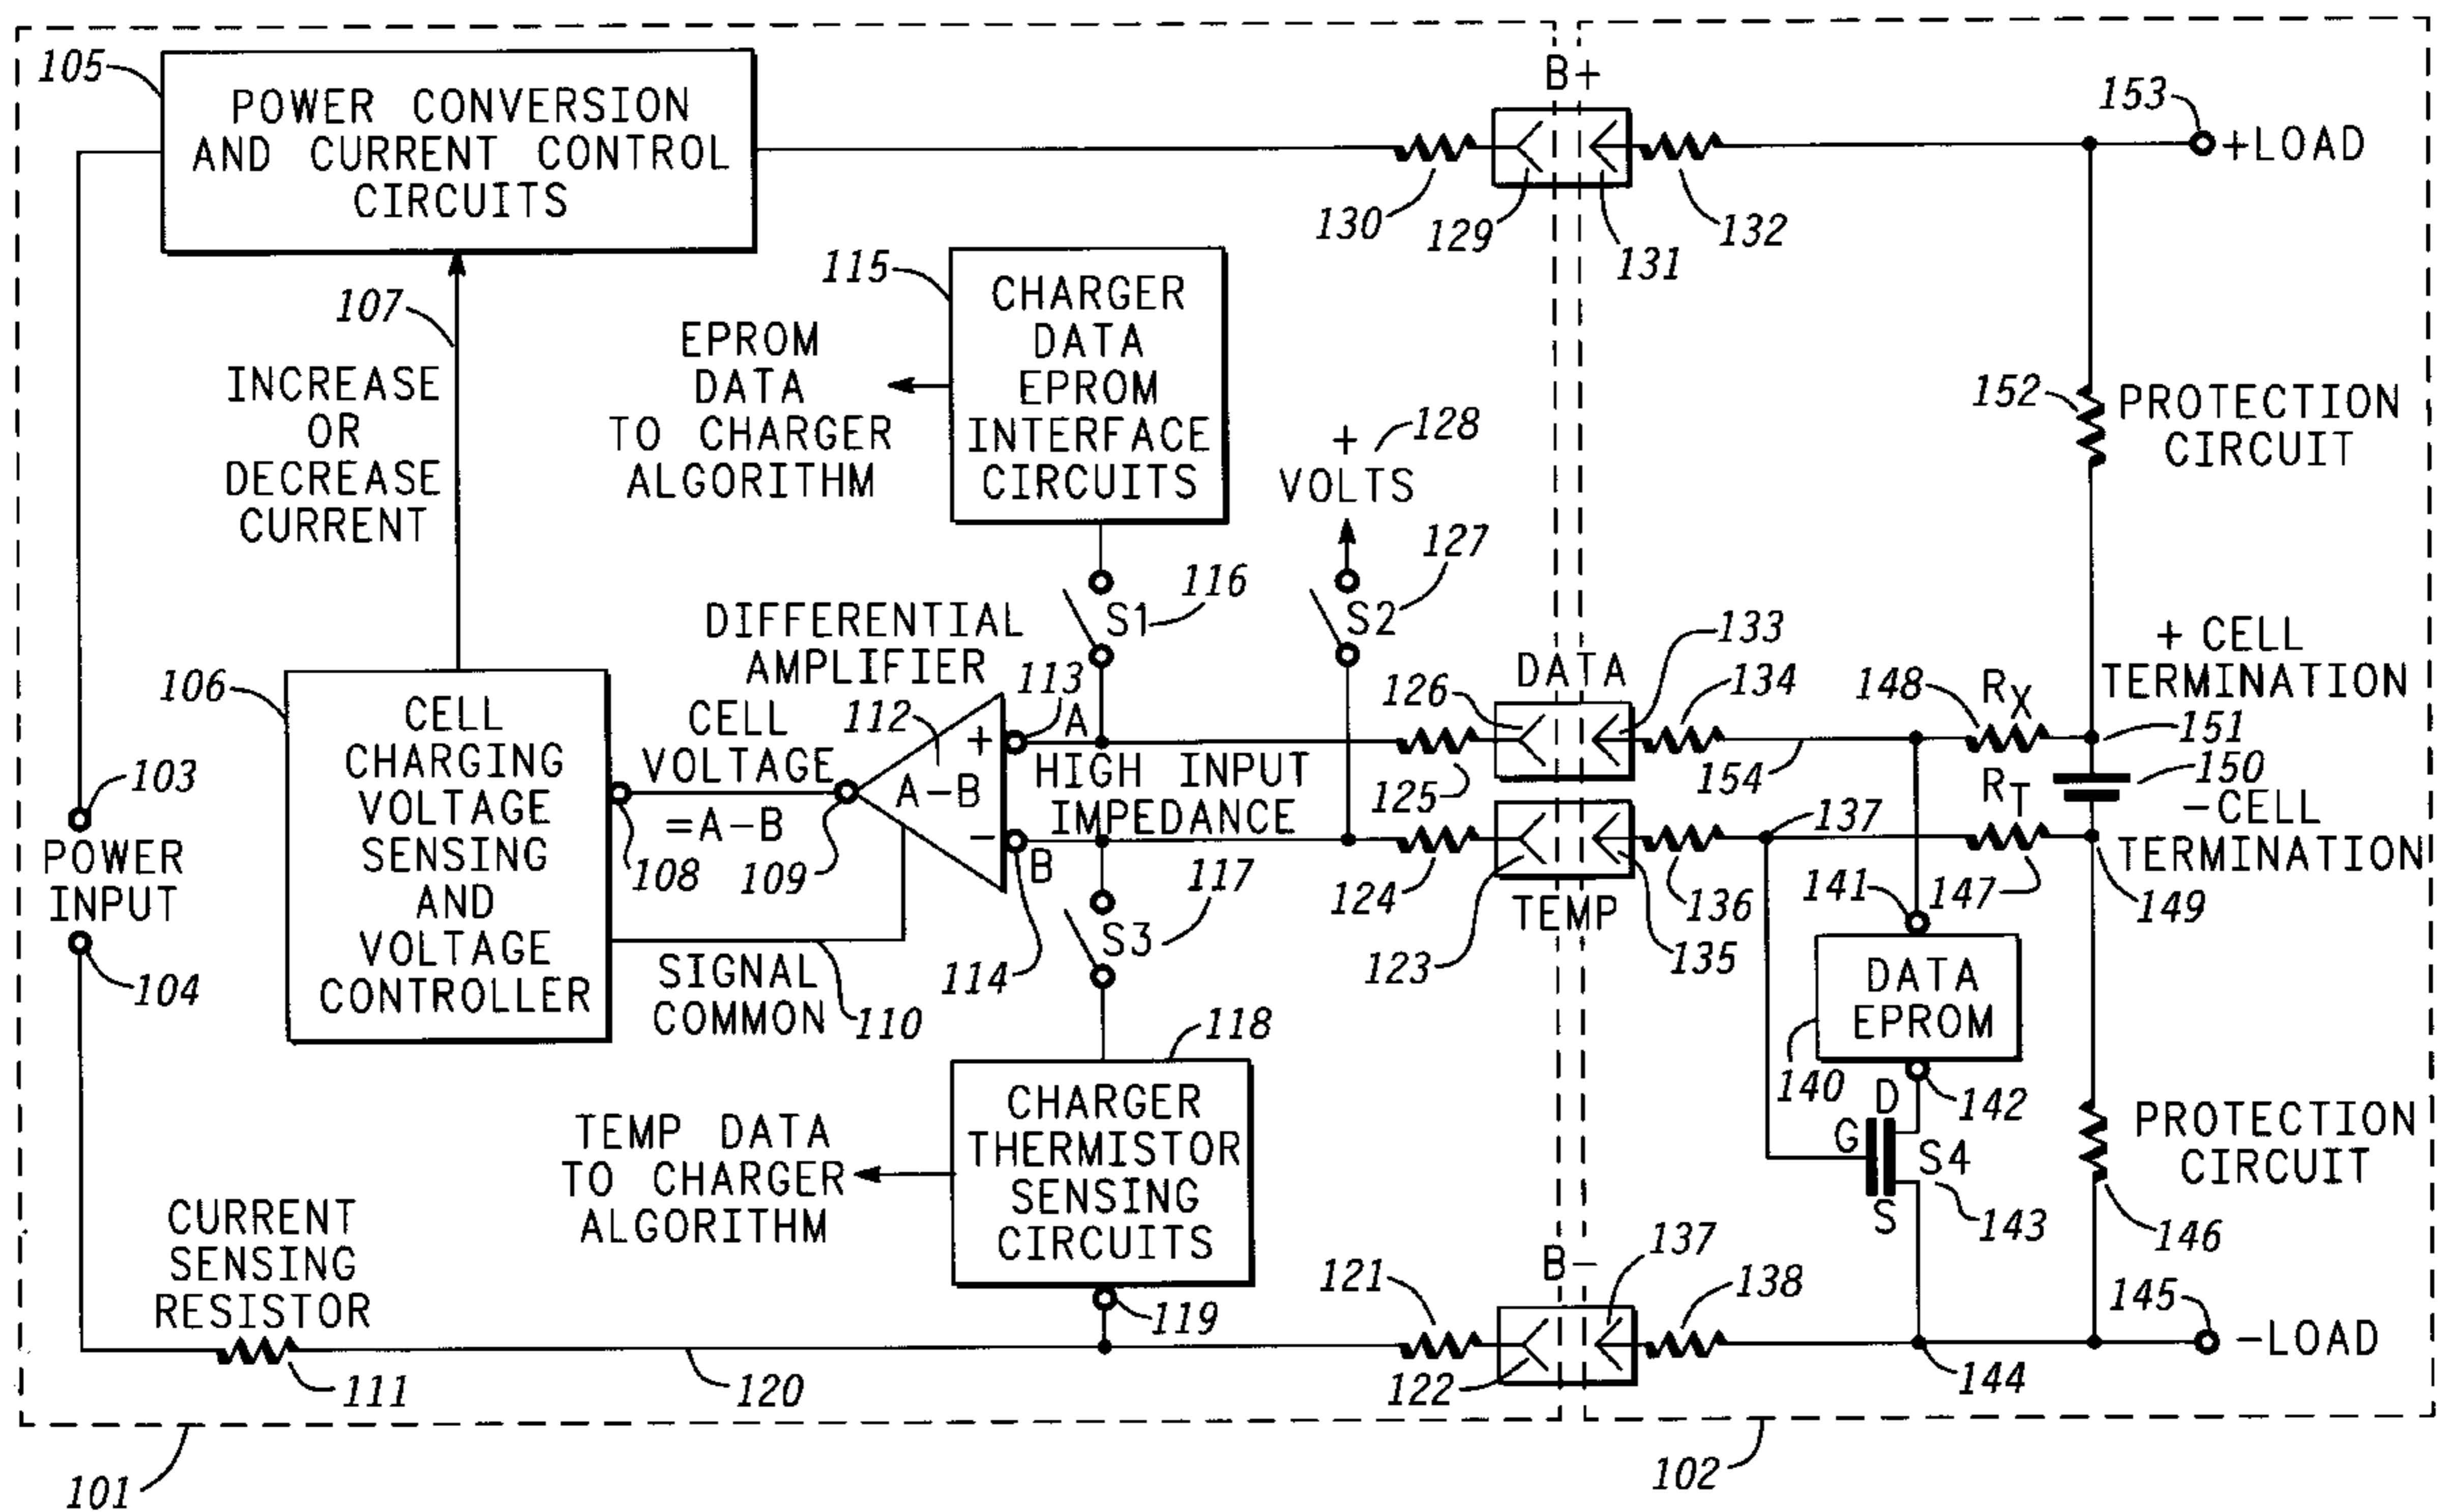 105
POWER CONVERSION
AND CURRENT CONTROL
CIRCUITS
B+
130
129
131
132
153
+LOAD
107
INCREASE
OR
DECREASE
CURRENT
115
CHARGER
DATA
EPROM
INTERFACE
CIRCUITS
EPROM
DATA
TO CHARGER
ALGORITHM
+
VOLTS
128
152
PROTECTION
CIRCUIT
S1
116
S2
127
DIFFERENTIAL
AMPLIFIER
106
CELL
CHARGING
VOLTAGE
SENSING
AND
VOLTAGE
CONTROLLER
CELL
VOLTAGE
=A-B
108
109
112
A-B
+
-
113
A
HIGH INPUT
IMPEDANCE
B
114
SIGNAL
COMMON
110
103
POWER
INPUT
104
126
DATA
133
134
125
154
148
RX
+ CELL
TERMINATION
151
150
RT
-CELL
TERMINATION
149
147
137
124
123
TEMP
135
136
141
DATA
EPROM
140
142
D
G
S4
S
143
S3
117
118
CHARGER
THERMISTOR
SENSING
CIRCUITS
TEMP DATA
TO CHARGER
ALGORITHM
119
PROTECTION
CIRCUIT
146
CURRENT
SENSING
RESISTOR
111
120
121
122
B-
137
138
144
145
-LOAD
101
102